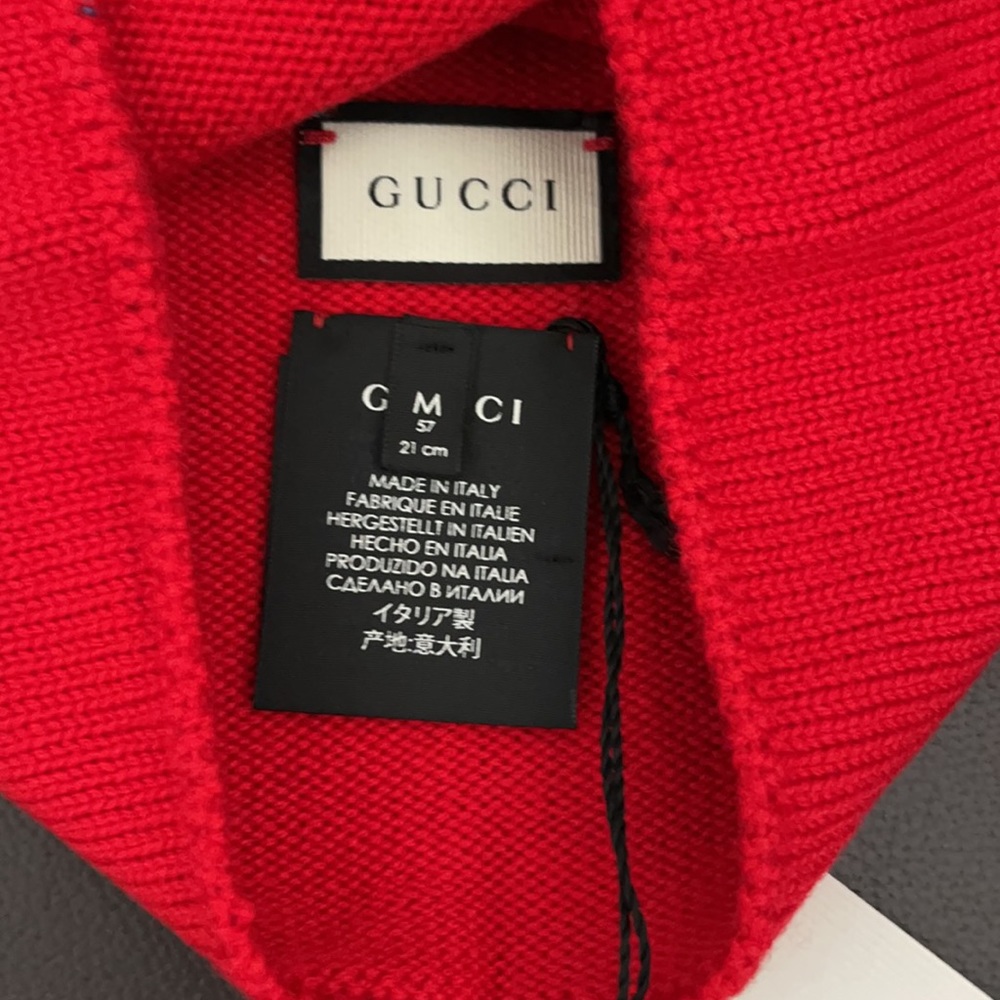 GUCCI
G M CI
57
21 cm
MADE IN ITALY
FABRIQUE EN ITALIE
HERGESTELLT IN ITALIEN
HECHO EN ITALIA
PRODUZIDO NA ITALIA
СДЕЛАНО В ИТАЛИИ
イタリア製
产地:意大利